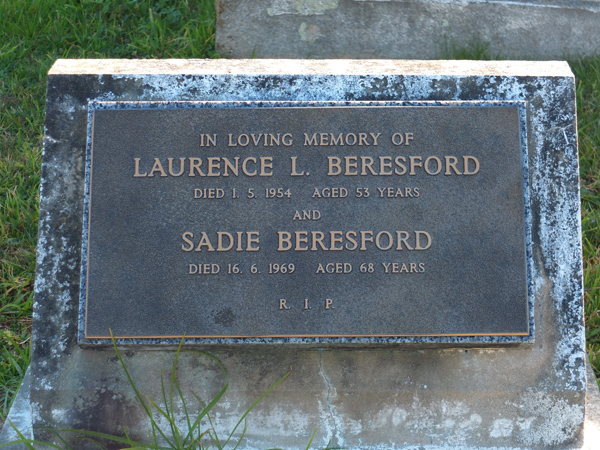 IN LOVING MEMORY OF
LAURENCE L. BERESFORD
DIED 1. 5. 1954 AGED 53 YEARS
AND
SADIE BERESFORD
DIED 16. 6. 1969 AGED 68 YEARS
R. I. P.